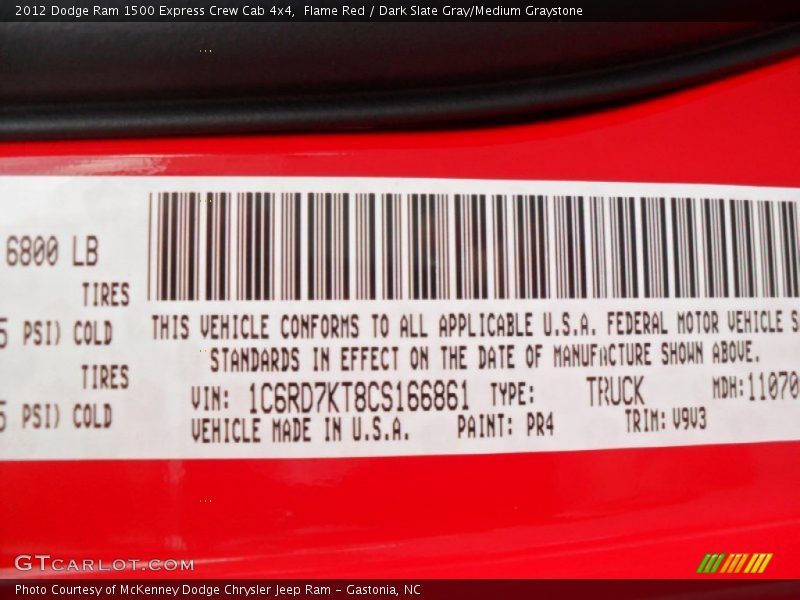 2012 Dodge Ram 1500 Express Crew Cab 4x4, Flame Red / Dark Slate Gray/Medium Graystone
6800 LB
TIRES
5 PSI) COLD
TIRES
5 PSI) COLD
THIS VEHICLE CONFORMS TO ALL APPLICABLE U.S.A. FEDERAL MOTOR VEHICLE S
STANDARDS IN EFFECT ON THE DATE OF MANUFACTURE SHOWN ABOVE.
VIN: 1C6RD7KT8CS166861 TYPE: TRUCK MDH: 11070
VEHICLE MADE IN U.S.A. PAINT: PR4 TRIM: V9V3
GTCARLOT.COM
Photo Courtesy of McKenney Dodge Chrysler Jeep Ram - Gastonia, NC